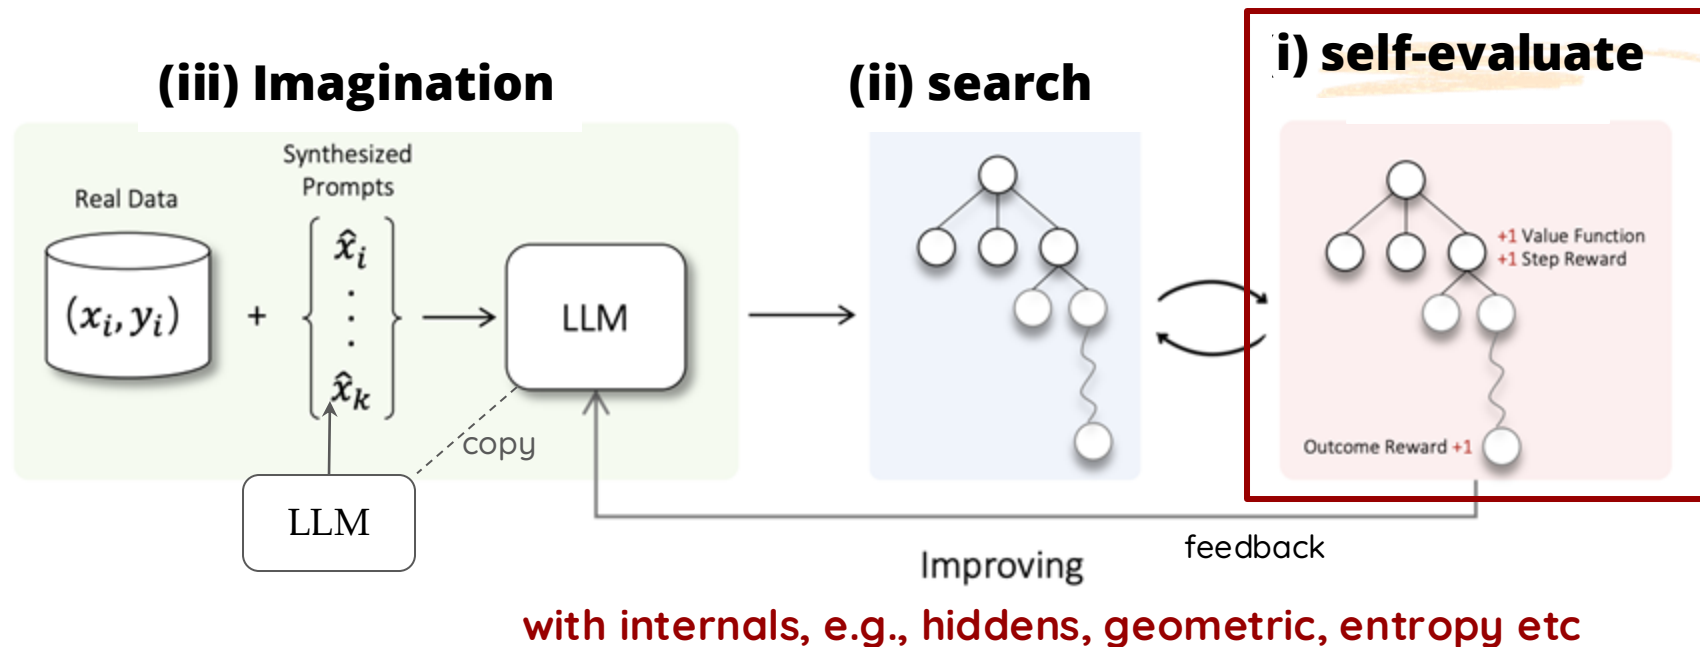 (iii) Imagination
(ii) search
i) self-evaluate
Synthesized
Prompts
Real Data
(xᵢ, yᵢ)
+
x̂ᵢ
⋮
x̂ₖ
LLM
copy
LLM
+1 Value Function
+1 Step Reward
Outcome Reward +1
feedback
Improving
with internals, e.g., hiddens, geometric, entropy etc